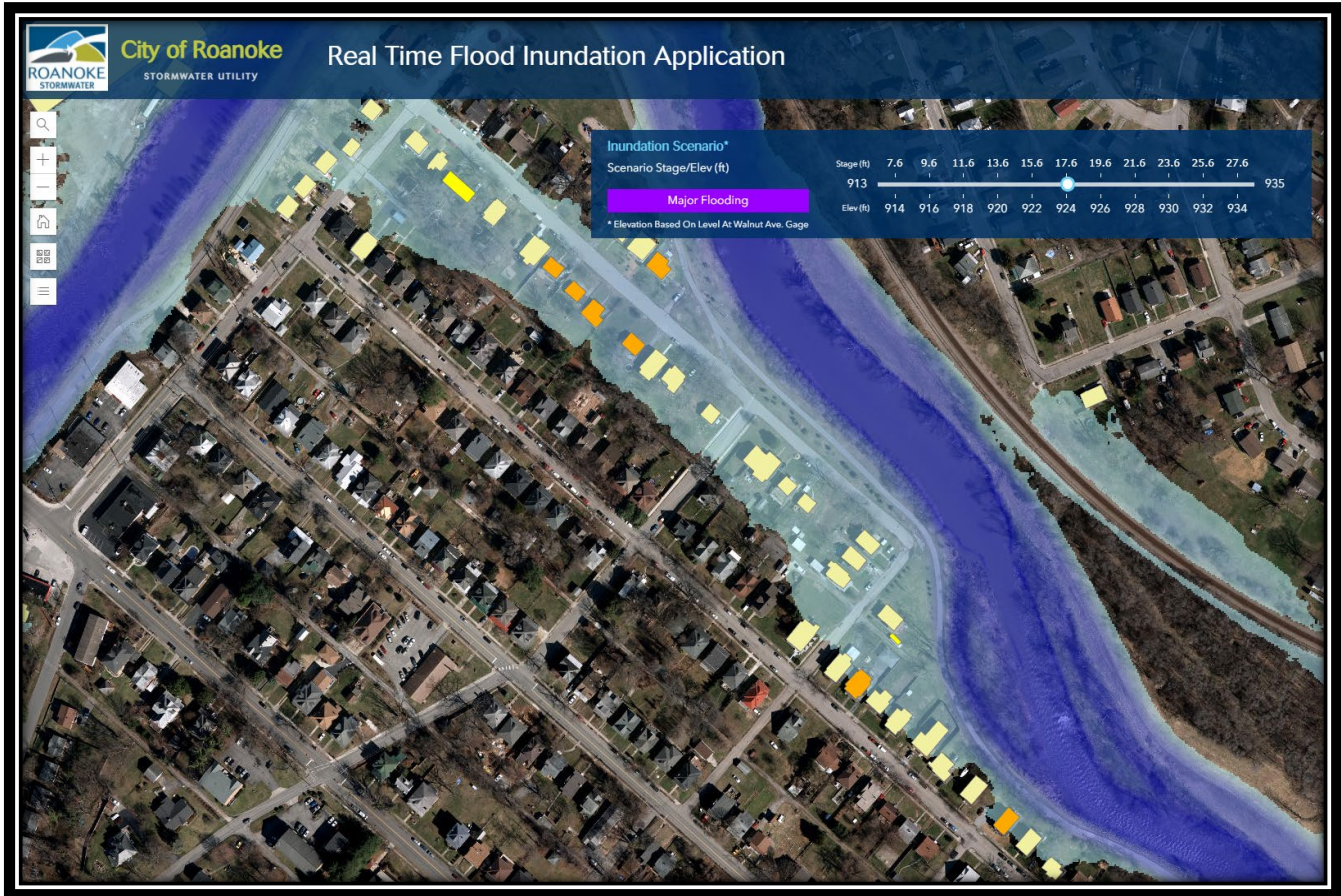 ROANOKE
STORMWATER
City of Roanoke
STORMWATER UTILITY
Real Time Flood Inundation Application
Inundation Scenario*
Scenario Stage/Elev (ft)
Major Flooding
* Elevation Based On Level At Walnut Ave. Gage
Stage (ft) 7.6 9.6 11.6 13.6 15.6 17.6 19.6 21.6 23.6 25.6 27.6
913 935
Elev (ft) 914 916 918 920 922 924 926 928 930 932 934